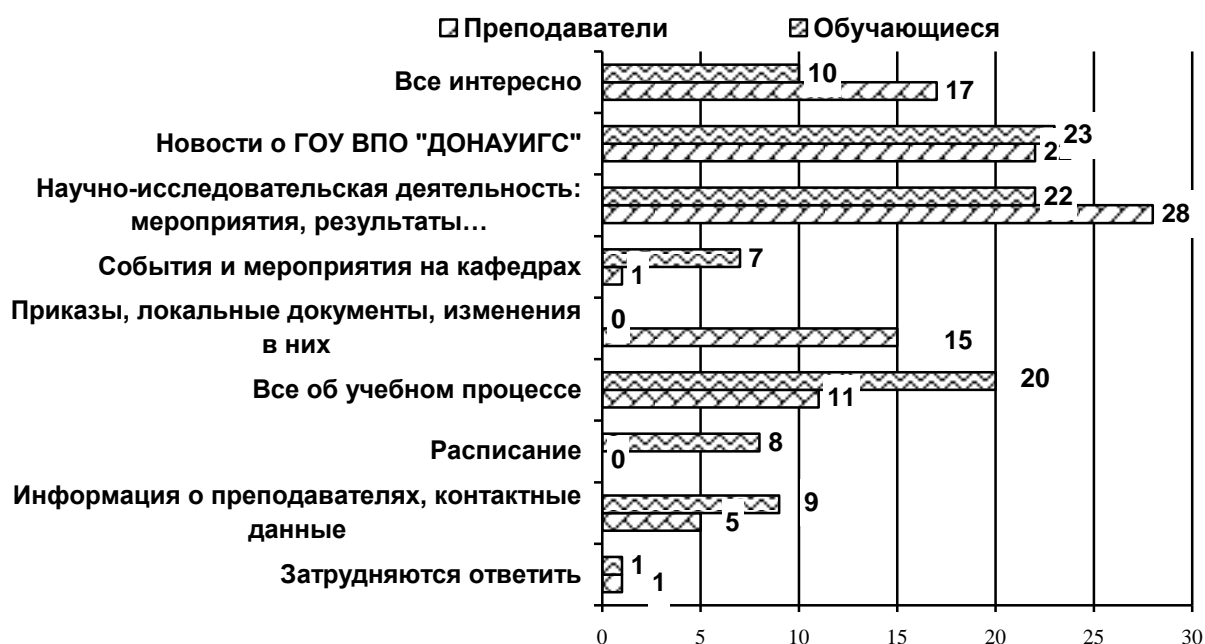 Преподаватели Обучающиеся
Все интересно
10
17
Новости о ГОУ ВПО "ДОНАУИГС"
23
Научно-исследовательская деятельность:
мероприятия, результаты…
22
28
События и мероприятия на кафедрах
7
1
Приказы, локальные документы, изменения
в них
0
15
Все об учебном процессе
20
11
Расписание
8
0
Информация о преподавателях, контактные
данные
9
5
Затрудняются ответить
1
1
0 5 10 15 20 25 30